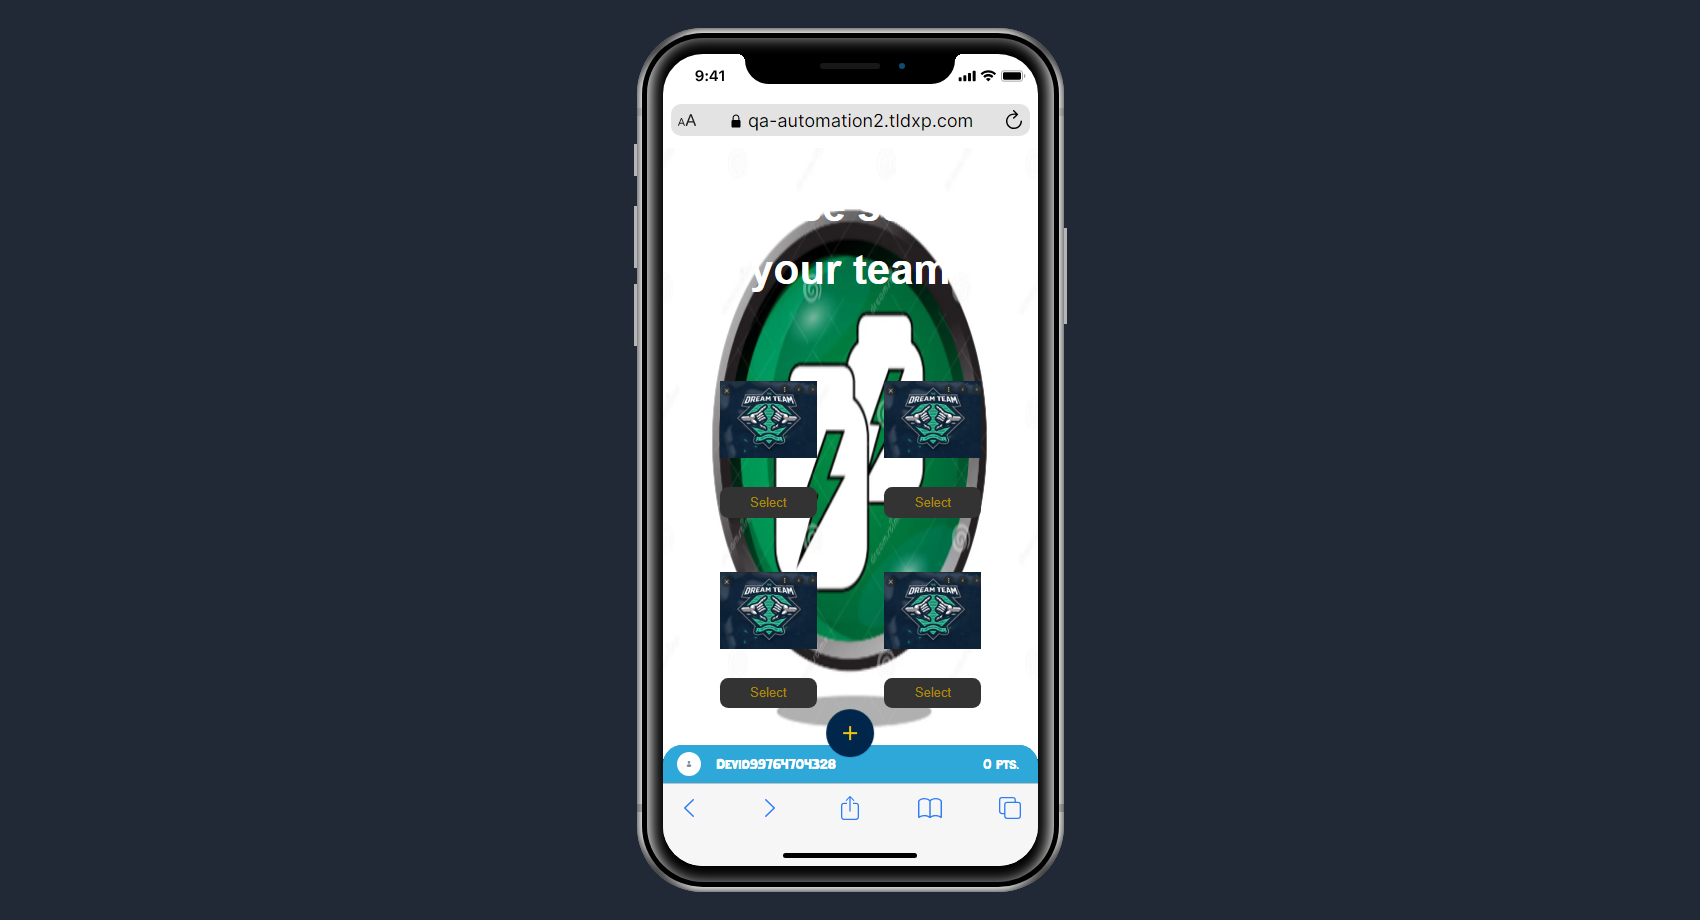 9:41
AA qa-automation2.tldxp.com
your team
DREAM TEAM
DREAM TEAM
Select
Select
DREAM TEAM
DREAM TEAM
Select
Select
+
Devid99764704328
0 PTS.